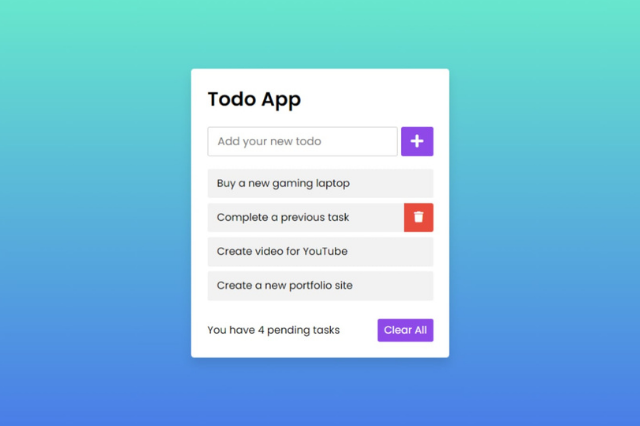 Todo App
Add your new todo
Buy a new gaming laptop
Complete a previous task
Create video for YouTube
Create a new portfolio site
You have 4 pending tasks Clear All